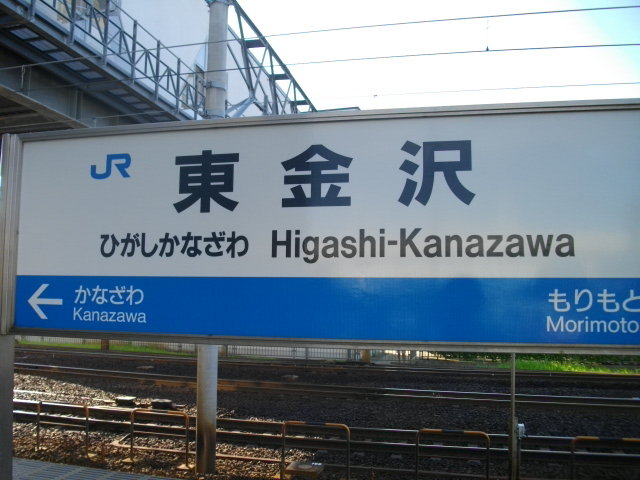 JR 東金沢
ひがしかなざわ Higashi-Kanazawa
← かなざわ もりもと
Kanazawa Morimoto